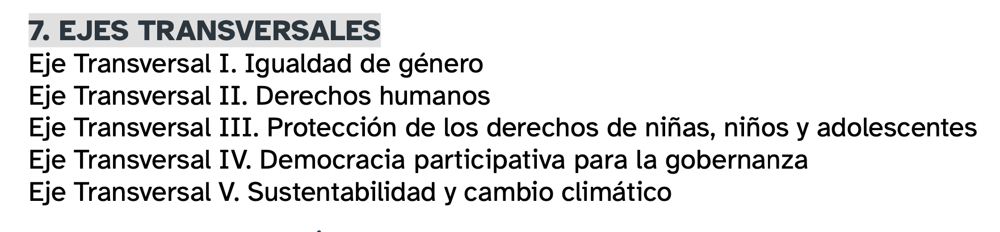 7. EJES TRANSVERSALES
Eje Transversal I. Igualdad de género
Eje Transversal II. Derechos humanos
Eje Transversal III. Protección de los derechos de niñas, niños y adolescentes
Eje Transversal IV. Democracia participativa para la gobernanza
Eje Transversal V. Sustentabilidad y cambio climático